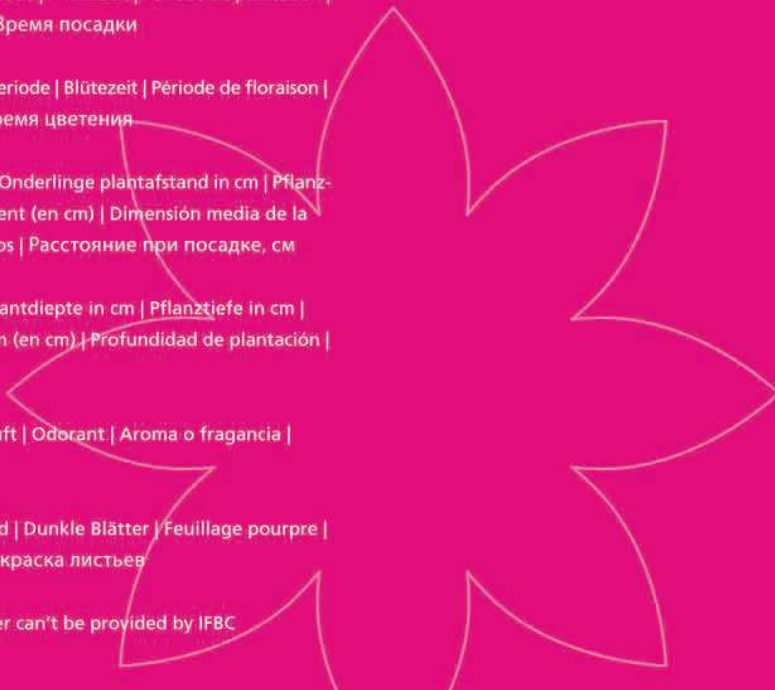 Время посадки
eriode | Blütezeit | Période de floraison |
ремя цветения
Onderlinge plantafstand in cm | Pflanz-
ent (en cm) | Dimensión media de la
os | Расстояние при посадке, см
antdiepte in cm | Pflanztiefe in cm |
n (en cm) | Profundidad de plantación |
uft | Odorant | Aroma o fragancia |
d | Dunkle Blätter | Feuillage pourpre |
краска листьев
er can't be provided by IFBC